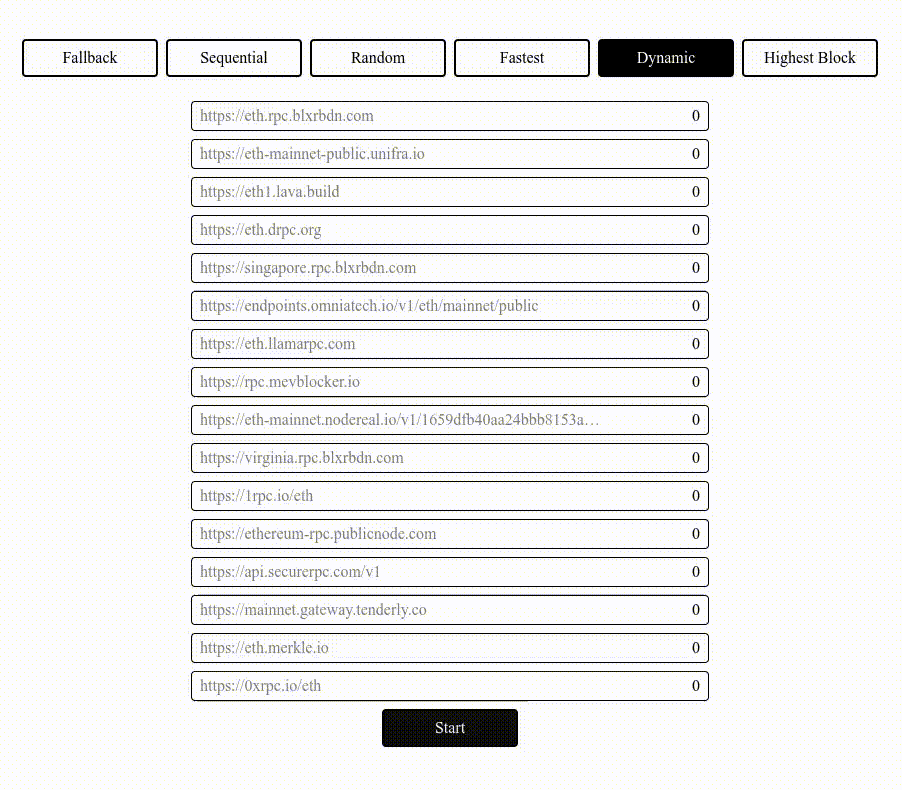 Fallback Sequential Random Fastest Dynamic Highest Block
https://eth.rpc.blxrbdn.com 0
https://eth-mainnet-public.unifra.io 0
https://eth1.lava.build 0
https://eth.drpc.org 0
https://singapore.rpc.blxrbdn.com 0
https://endpoints.omniatech.io/v1/eth/mainnet/public 0
https://eth.llamarpc.com 0
https://rpc.mevblocker.io 0
https://eth-mainnet.nodereal.io/v1/1659dfb40aa24bbb8153a… 0
https://virginia.rpc.blxrbdn.com 0
https://1rpc.io/eth 0
https://ethereum-rpc.publicnode.com 0
https://api.securerpc.com/v1 0
https://mainnet.gateway.tenderly.co 0
https://eth.merkle.io 0
https://0xrpc.io/eth 0
Start